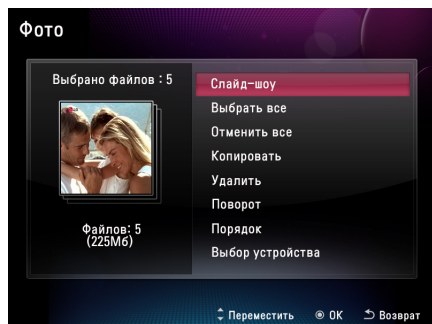 Фото
Выбрано файлов : 5
Файлов: 5
(225Мб)
Слайд-шоу
Выбрать все
Отменить все
Копировать
Удалить
Поворот
Порядок
Выбор устройства
Переместить OK Возврат